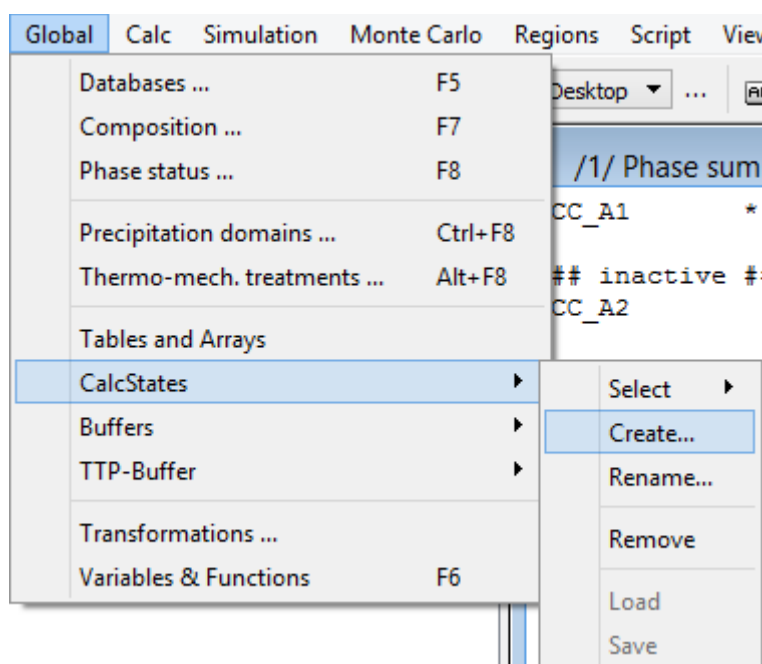 Global Calc Simulation Monte Carlo Regions Script View
Databases ... F5
Desktop ...
Composition ... F7
Phase status ... F8
/1/ Phase sum
CC_A1 *
Precipitation domains ... Ctrl+F8
Thermo-mech. treatments ... Alt+F8
## inactive #
CC_A2
Tables and Arrays
CalcStates
Buffers
TTP-Buffer
Transformations ...
Variables & Functions F6
Select
Create...
Rename...
Remove
Load
Save